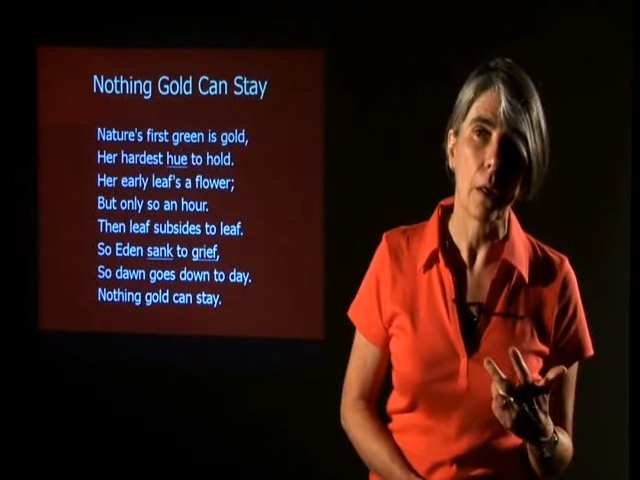 Nothing Gold Can Stay
Nature's first green is gold,
Her hardest hue to hold.
Her early leaf's a flower;
But only so an hour.
Then leaf subsides to leaf.
So Eden sank to grief,
So dawn goes down to day.
Nothing gold can stay.